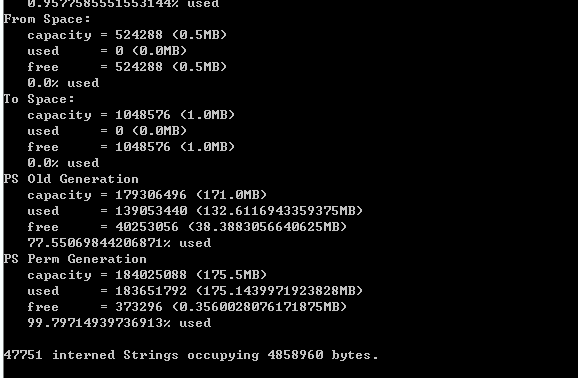 0.9577585551553144% used
From Space:
capacity = 524288 (0.5MB)
used = 0 (0.0MB)
free = 524288 (0.5MB)
0.0% used
To Space:
capacity = 1048576 (1.0MB)
used = 0 (0.0MB)
free = 1048576 (1.0MB)
0.0% used
PS Old Generation
capacity = 179306496 (171.0MB)
used = 139053440 (132.6116943359375MB)
free = 40253056 (38.3883056640625MB)
77.55069844206871% used
PS Perm Generation
capacity = 184025088 (175.5MB)
used = 183651792 (175.1439971923828MB)
free = 373296 (0.3560028076171875MB)
99.79714939736913% used
47751 interned Strings occupying 4858960 bytes.